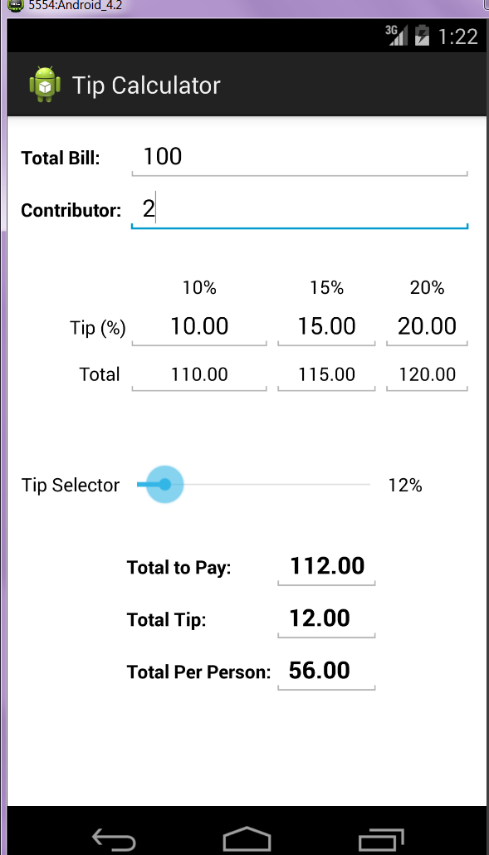 5554:Android_4.2
3G 1:22
Tip Calculator
Total Bill: 100
Contributor: 2
10% 15% 20%
Tip (%) 10.00 15.00 20.00
Total 110.00 115.00 120.00
Tip Selector 12%
Total to Pay: 112.00
Total Tip: 12.00
Total Per Person: 56.00